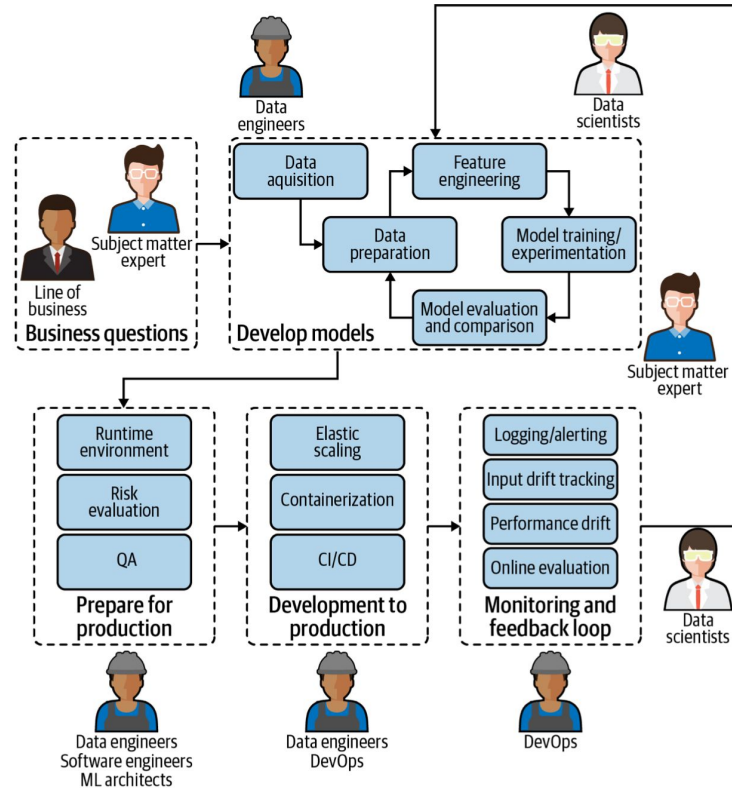 Data
engineers
Data
scientists
Subject matter
expert
Line of
business
Business questions
Data
aquisition
Feature
engineering
Data
preparation
Model training/
experimentation
Model evaluation
and comparison
Develop models
Subject matter
expert
Runtime
environment
Risk
evaluation
QA
Prepare for
production
Elastic
scaling
Containerization
CI/CD
Development to
production
Logging/alerting
Input drift tracking
Performance drift
Online evaluation
Monitoring and
feedback loop
Data
scientists
Data engineers
Software engineers
ML architects
Data engineers
DevOps
DevOps